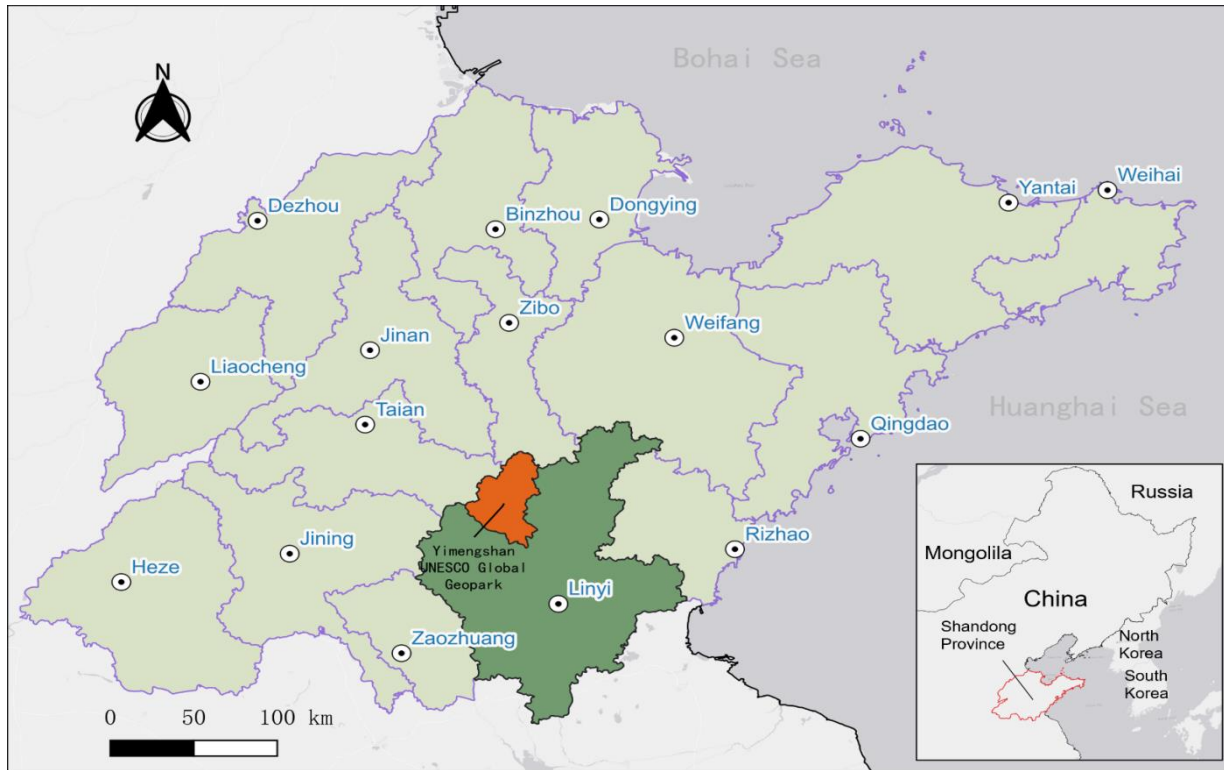 Bohai Sea
N
Dezhou
Binzhou
Dongying
Yantai
Weihai
Zibo
Weifang
Jinan
Liaocheng
Taian
Huanghai Sea
Qingdao
Yimengshan
UNESCO Global
Geopark
Jining
Heze
Rizhao
Linyi
Zaozhuang
0 50 100 km
Russia
Mongolila
China
Shandong
Province
North
Korea
South
Korea